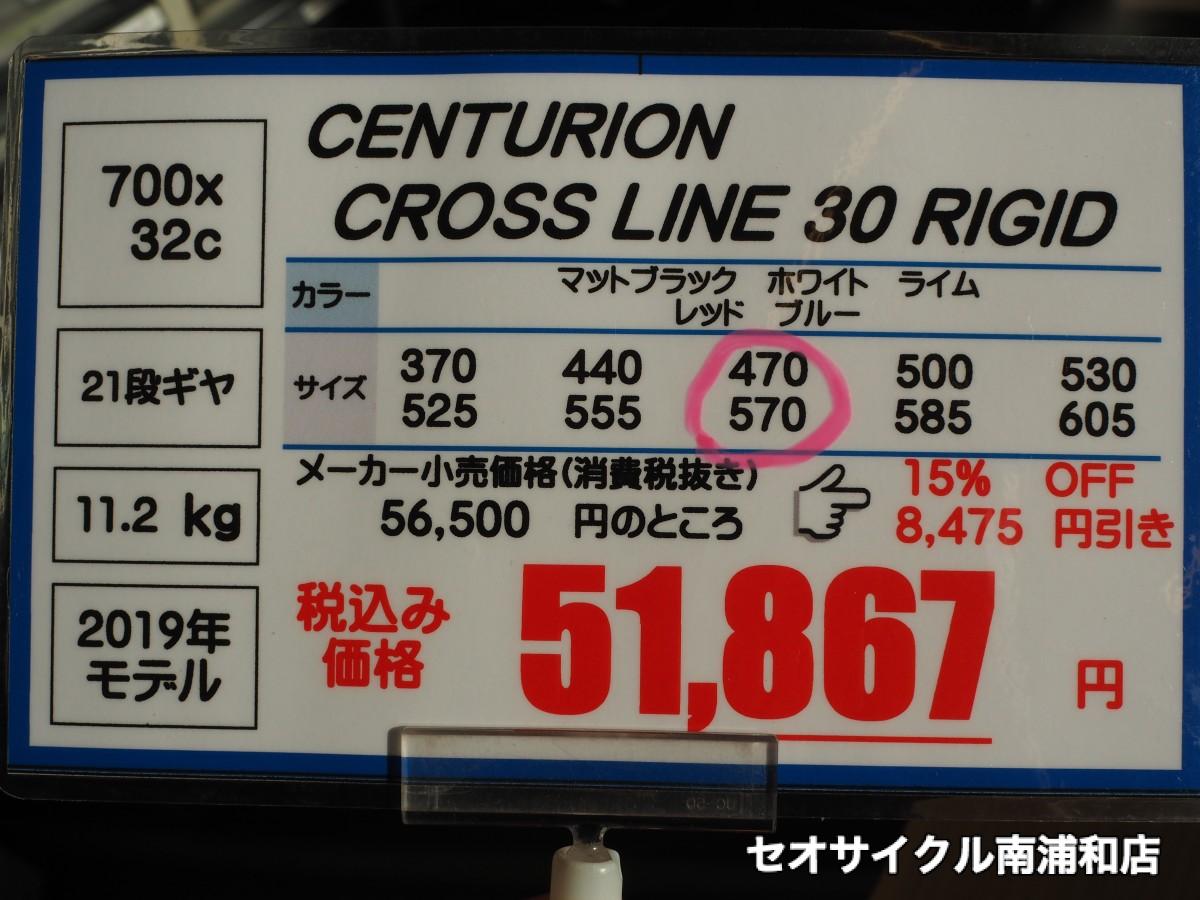 CENTURION
CROSS LINE 30 RIGID
700x
32c
カラー
マットブラック ホワイト ライム
レッド ブルー
21段ギヤ
サイズ
370 440 470 500 530
525 555 570 585 605
11.2 kg
メーカー小売価格(消費税抜き)
56,500 円のところ
15% OFF
8,475 円引き
2019年
モデル
税込み
価格
51,867 円
セオサイクル南浦和店